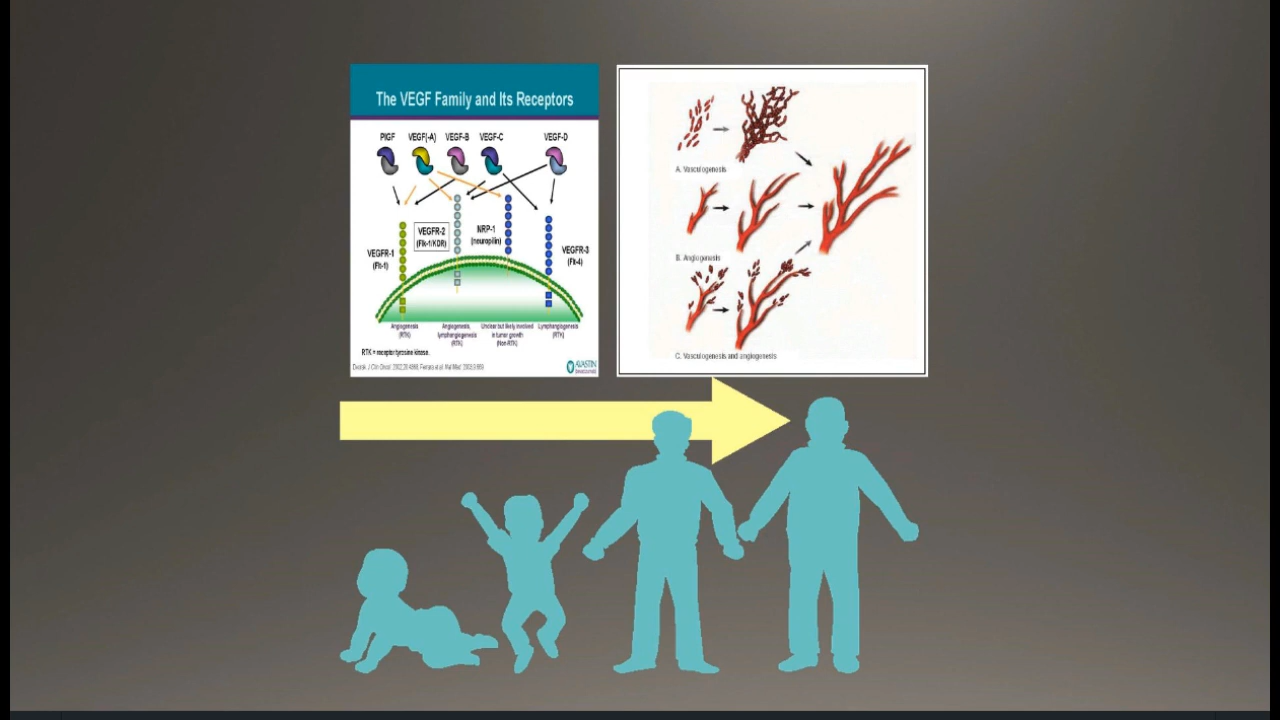 The VEGF Family and Its Receptors
PIGF VEGF(-A) VEGF-B VEGF-C VEGF-D
VEGFR-1
(Flt-1)
VEGFR-2
(Flk-1/KDR)
NRP-1
(neuropilin)
VEGFR-3
(Flt-4)
Angiogenesis
(RTK)
Angiogenesis,
lymphangiogenesis
(RTK)
Unclear but likely involved
in tumor growth
(Non RTK)
Lymphangiogenesis
(RTK)
RTK = receptor tyrosine kinase.
AVASTIN
A. Vasculogenesis
B. Angiogenesis
C. Vasculogenesis and angiogenesis